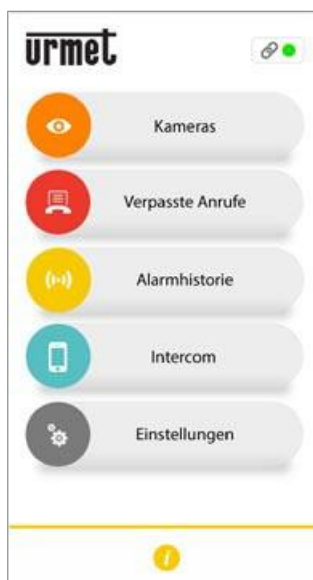 urmet
Kameras
Verpasste Anrufe
Alarmhistorie
Intercom
Einstellungen
i